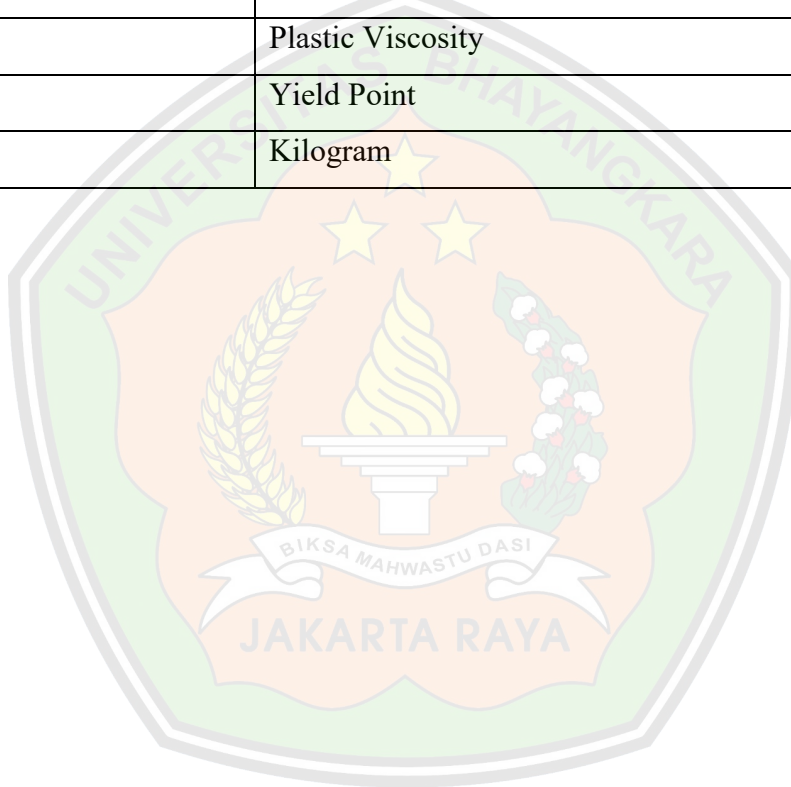 Plastic Viscosity
Yield Point
Kilogram
UNIVERSITAS BHAYANGKARA
BIKSA MAHWASTU DASI
JAKARTA RAYA